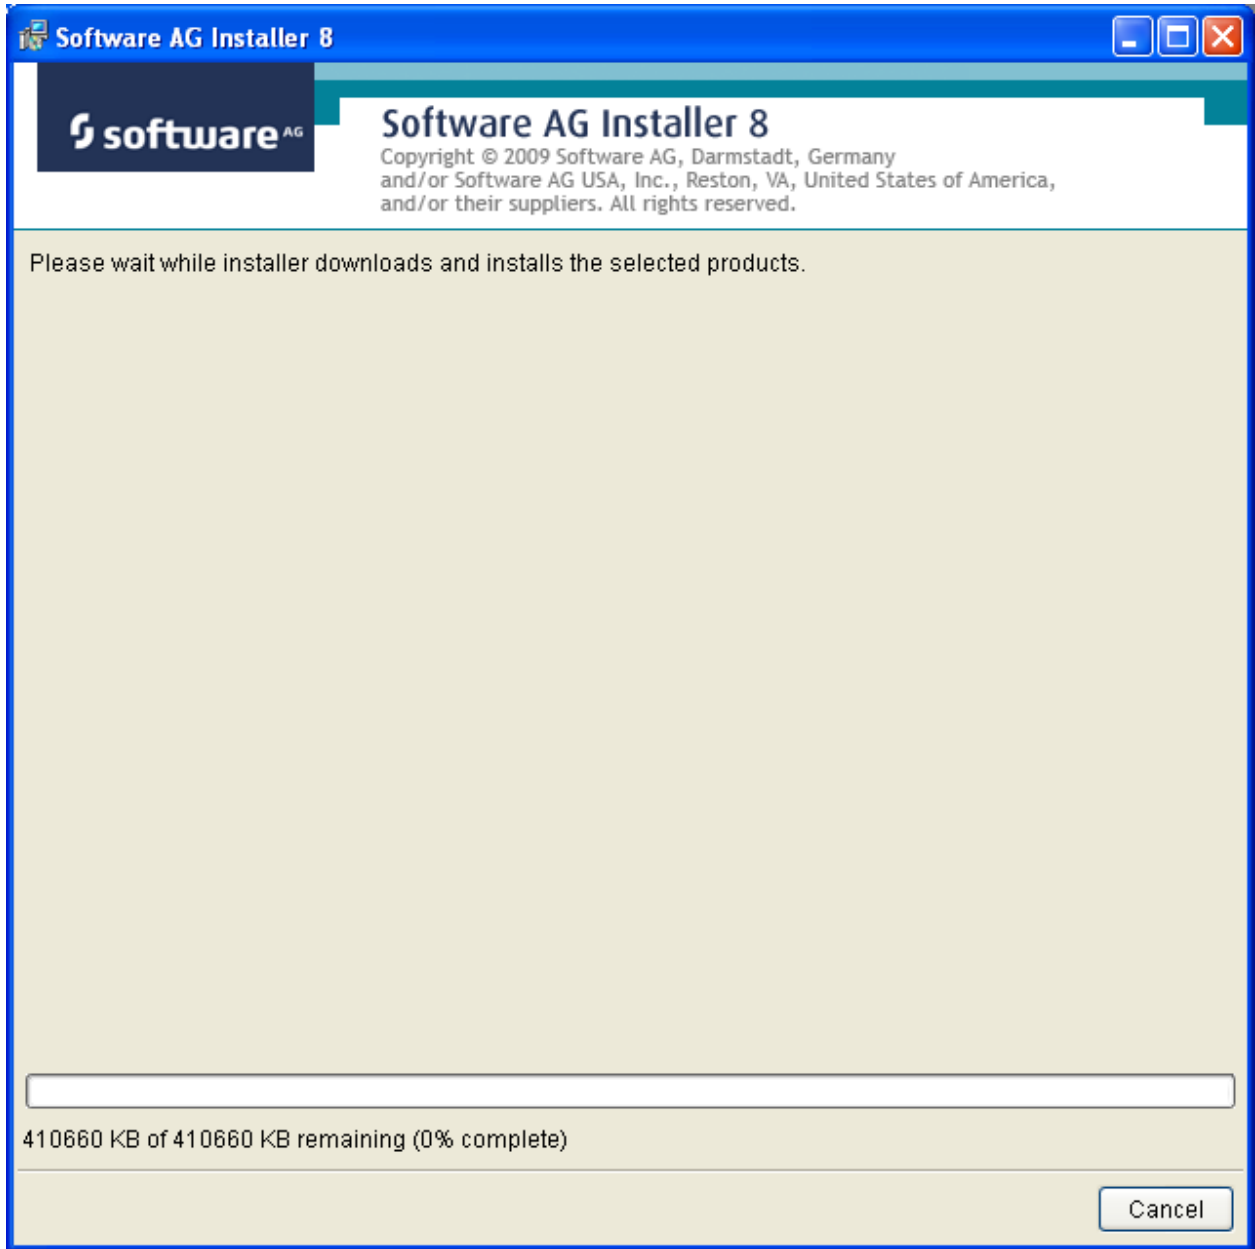 Software AG Installer 8
software AG
Software AG Installer 8
Copyright © 2009 Software AG, Darmstadt, Germany
and/or Software AG USA, Inc., Reston, VA, United States of America,
and/or their suppliers. All rights reserved.
Please wait while installer downloads and installs the selected products.
410660 KB of 410660 KB remaining (0% complete)
Cancel